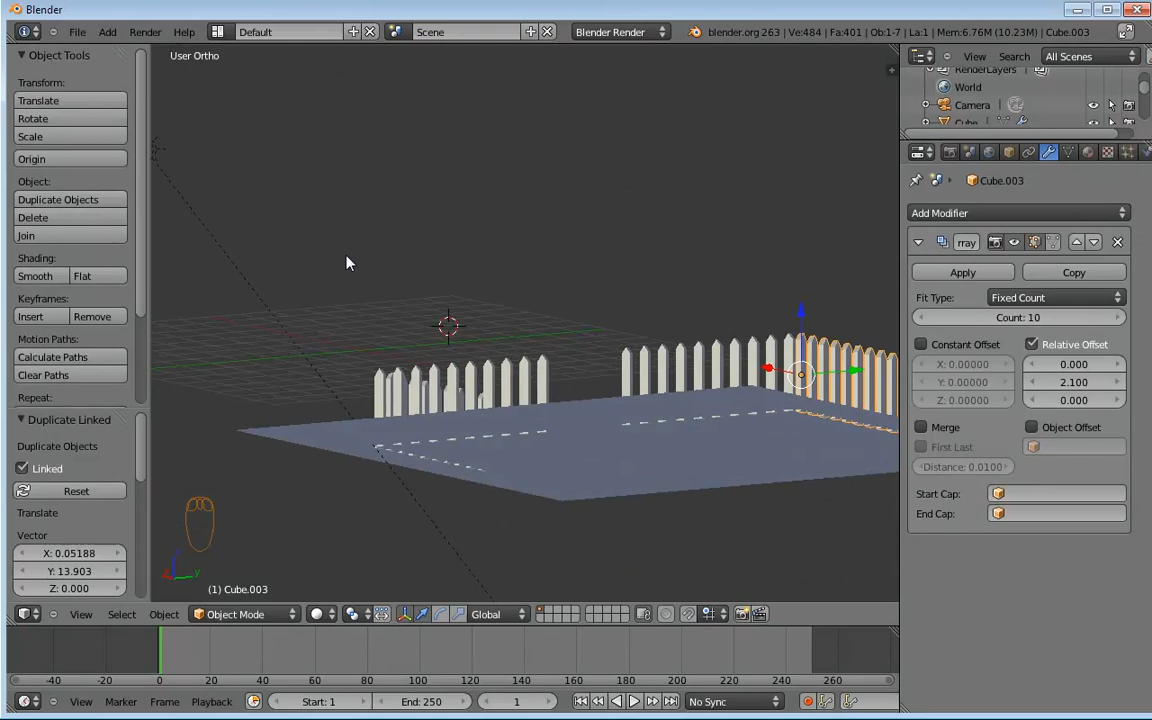 Blender
File Add Render Help Default Scene Blender Render blender.org 263 | Ve:484 | Fa:401 | Ob:1-7 | La:1 | Mem:6.76M (10.23M) | Cube.003
Object Tools
Transform:
Translate
Rotate
Scale
Origin
Object:
Duplicate Objects
Delete
Join
Shading:
Smooth Flat
Keyframes:
Insert Remove
Motion Paths:
Calculate Paths
Clear Paths
Repeat:
Duplicate Linked
Duplicate Objects
Linked
Reset
Translate
Vector
X: 0.05188
Y: 13.903
Z: 0.000
User Ortho
(1) Cube.003
View Select Object Object Mode Global
View Search All Scenes
RenderLayers
World
Camera
Cube
Cube.003
Add Modifier
rray
Apply Copy
Fit Type: Fixed Count
Count: 10
Constant Offset Relative Offset
X: 0.00000 0.000
Y: 0.00000 2.100
Z: 0.00000 0.000
Merge Object Offset
First Last
Distance: 0.0100
Start Cap:
End Cap:
-40 -20 0 20 40 60 80 100 120 140 160 180 200 220 240 260
View Marker Frame Playback Start: 1 End: 250 1 No Sync